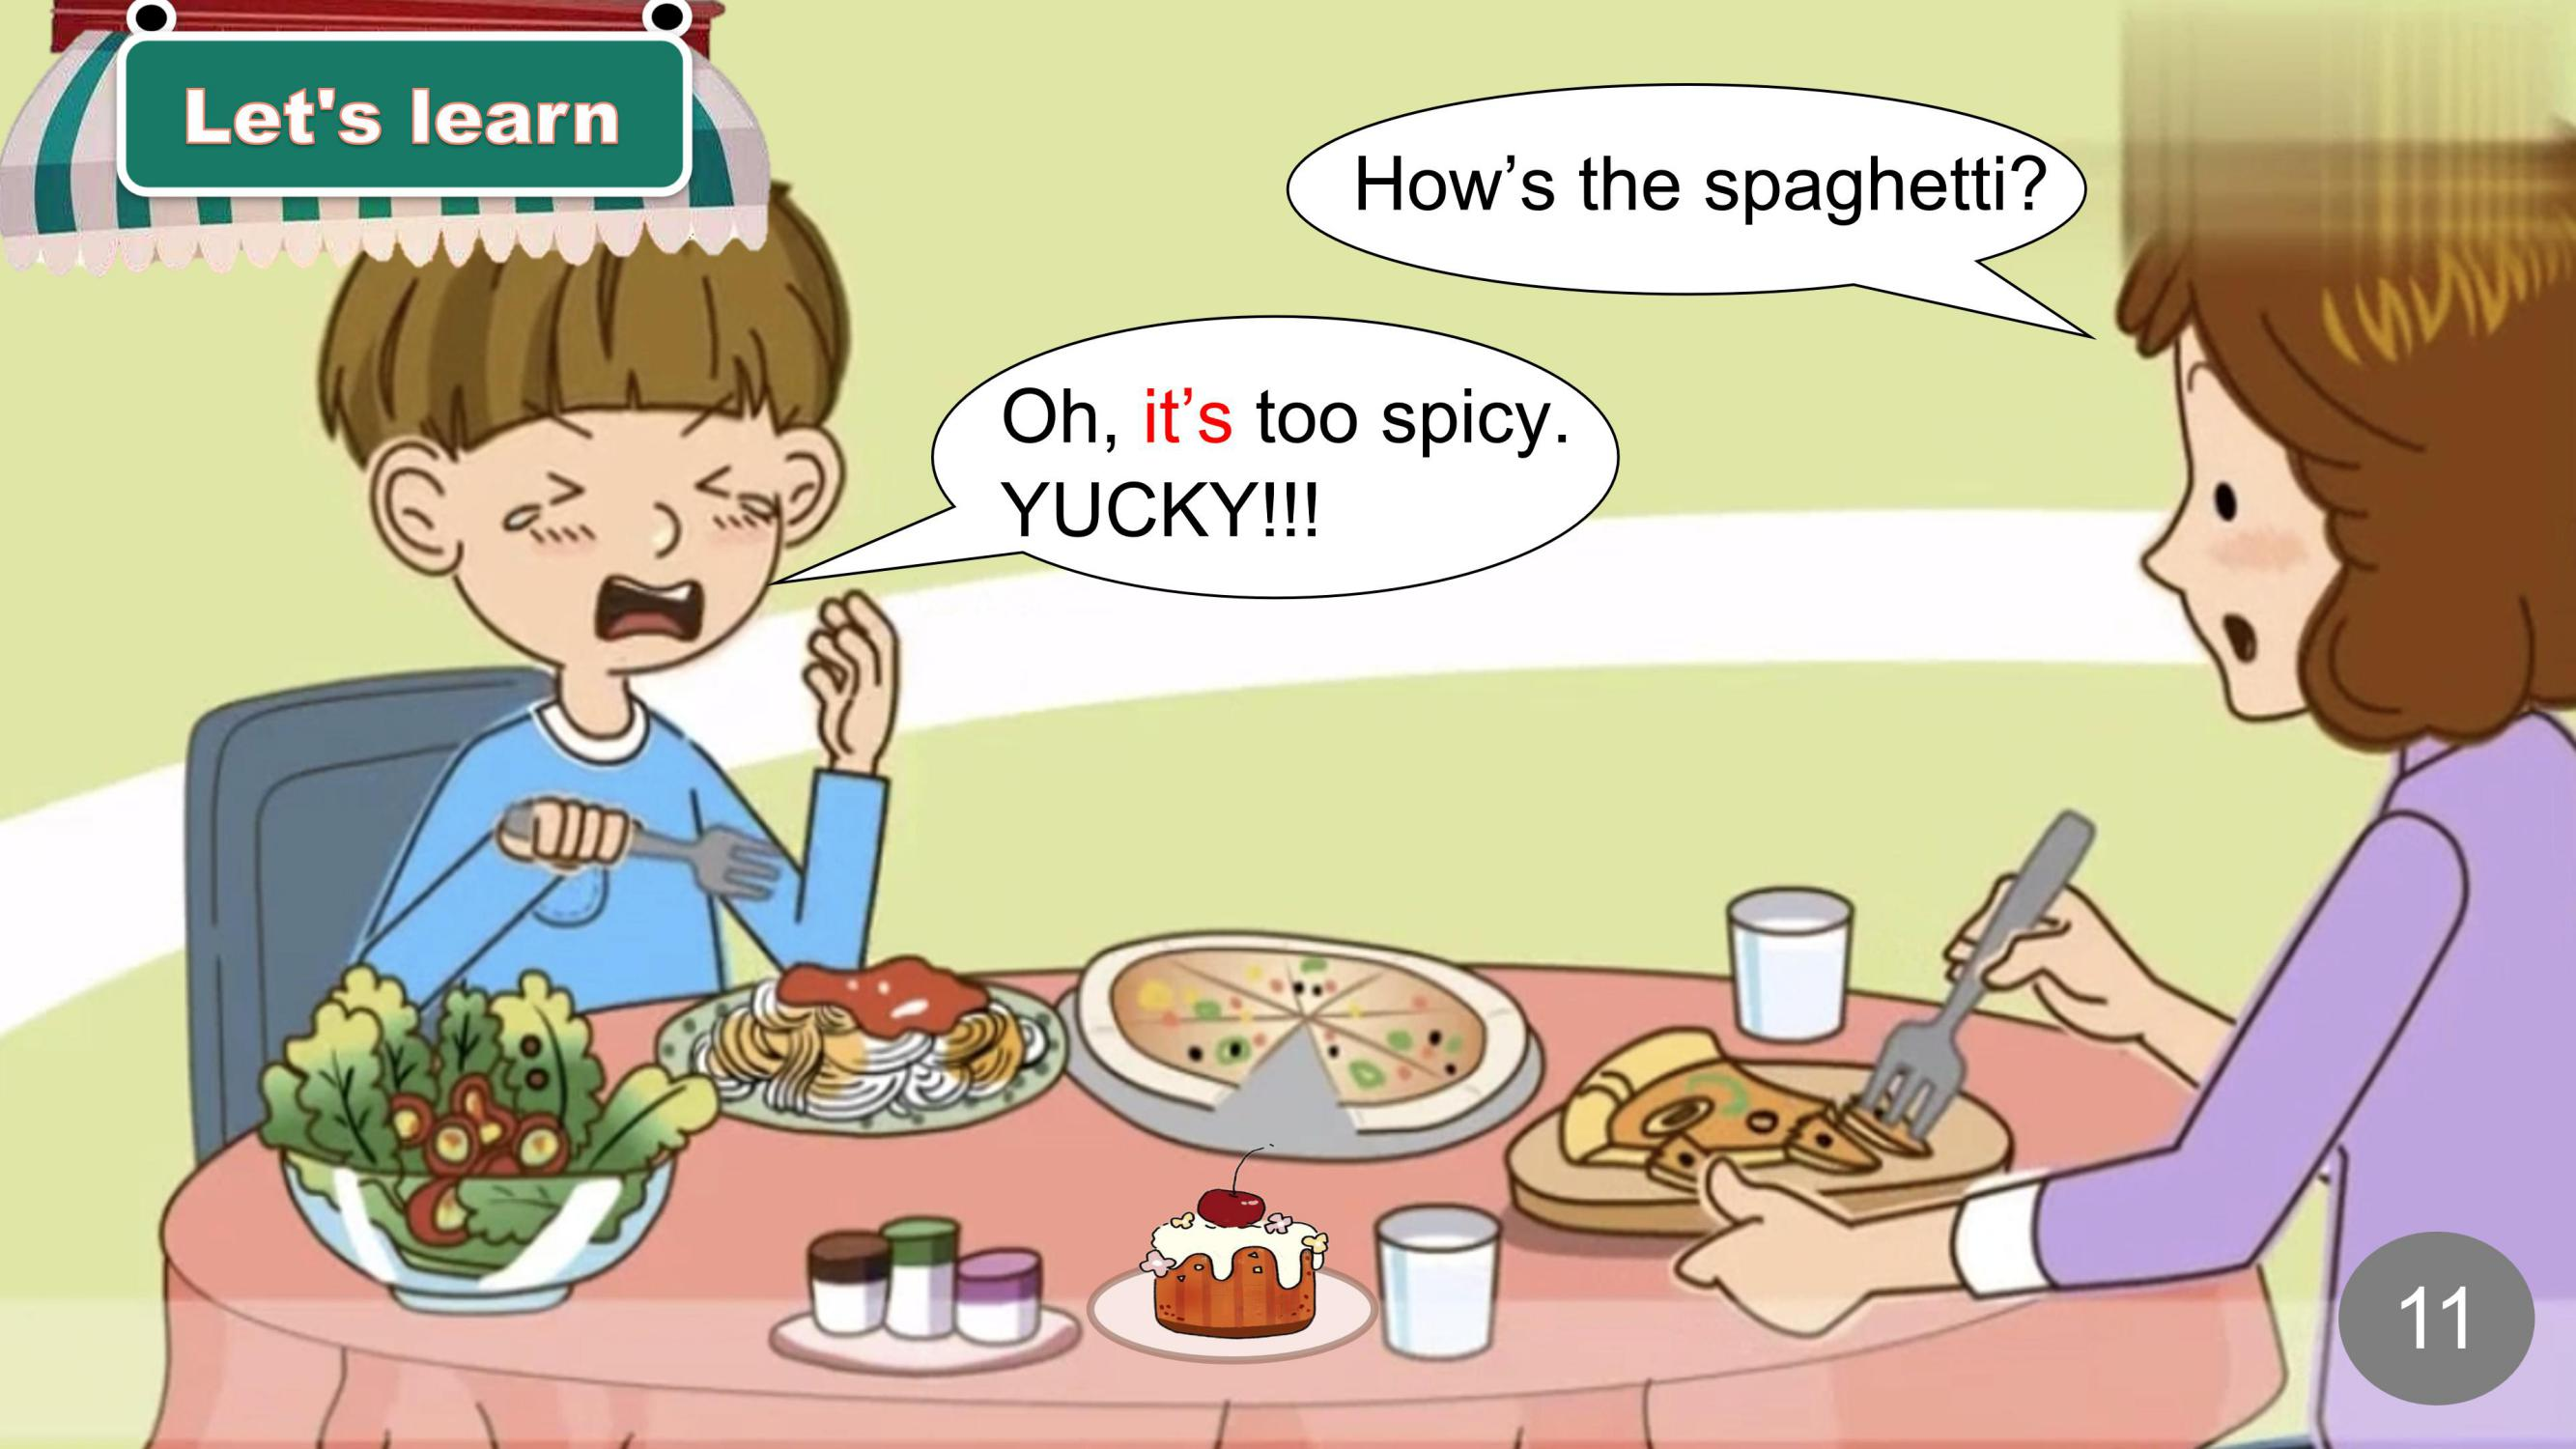 Let's learn
How’s the spaghetti?
Oh, it’s too spicy.
YUCKY!!!
11